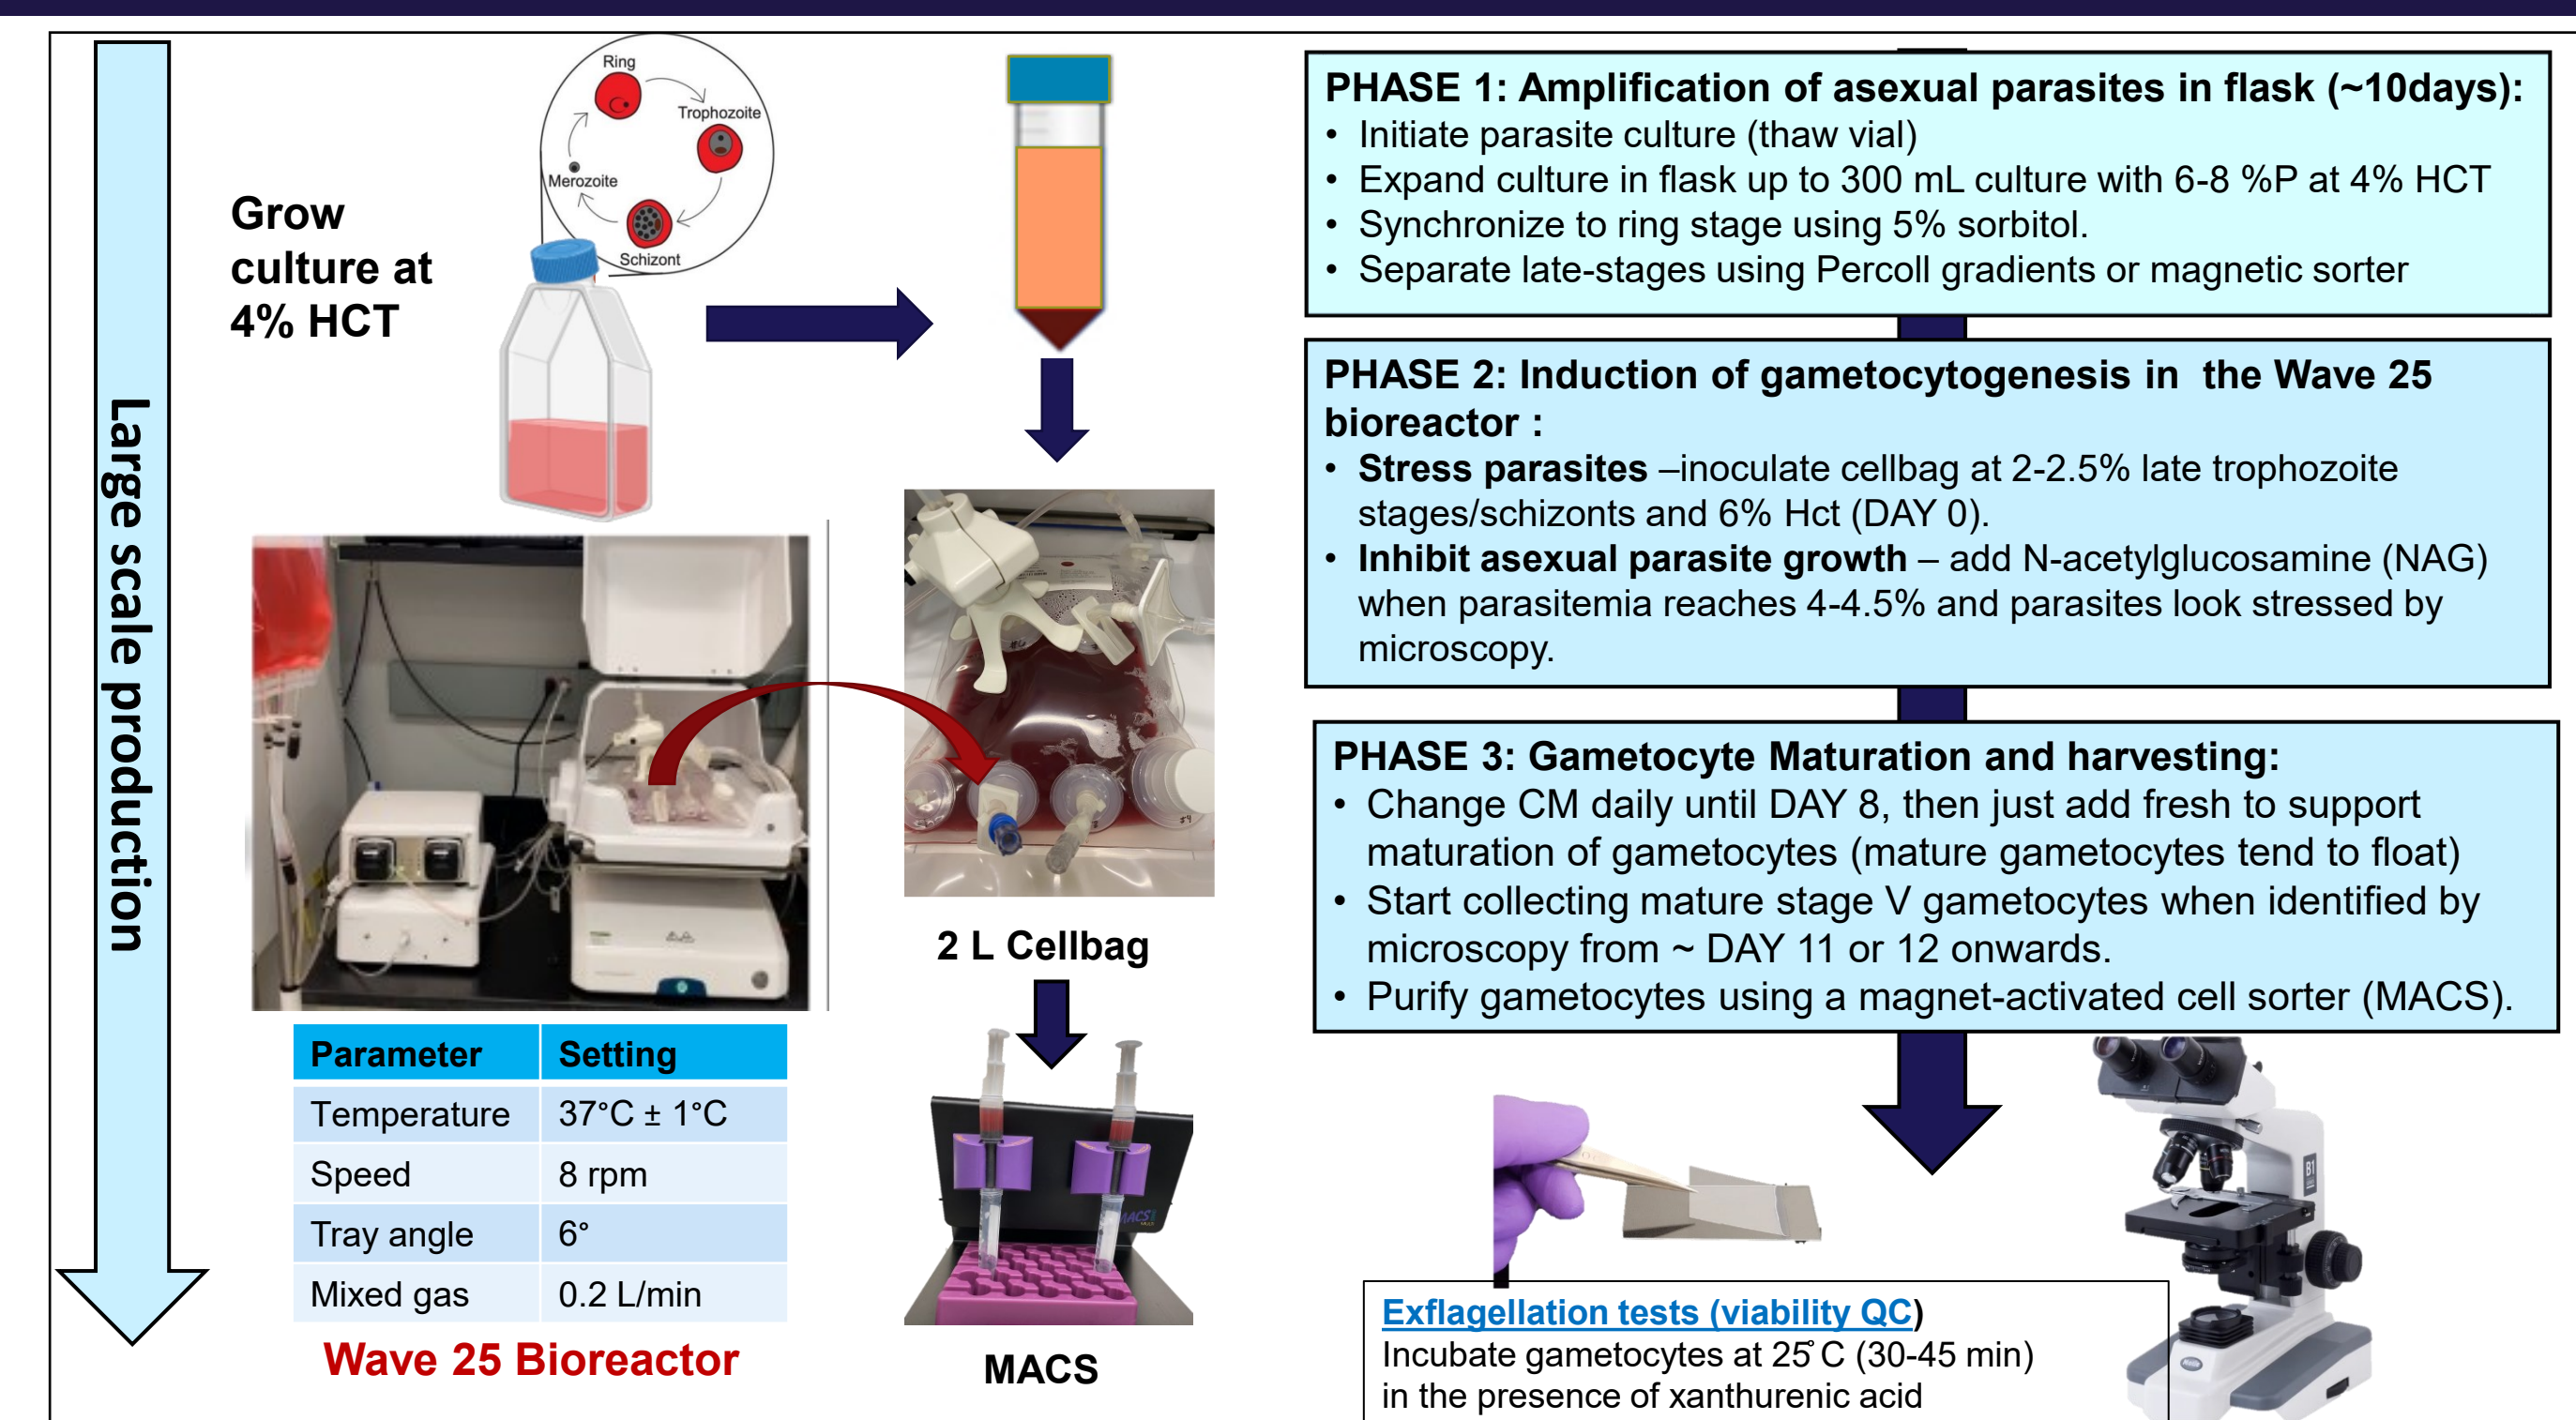 Large scale production
Grow
culture at
4% HCT
Ring
Trophozoite
Merozoite
Schizont
2 L Cellbag
Parameter Setting
Temperature 37°C ± 1°C
Speed 8 rpm
Tray angle 6°
Mixed gas 0.2 L/min
Wave 25 Bioreactor
MACS
MACS
PHASE 1: Amplification of asexual parasites in flask (~10days):
• Initiate parasite culture (thaw vial)
• Expand culture in flask up to 300 mL culture with 6-8 %P at 4% HCT
• Synchronize to ring stage using 5% sorbitol.
• Separate late-stages using Percoll gradients or magnetic sorter
PHASE 2: Induction of gametocytogenesis in the Wave 25
bioreactor :
• Stress parasites –inoculate cellbag at 2-2.5% late trophozoite
stages/schizonts and 6% Hct (DAY 0).
• Inhibit asexual parasite growth – add N-acetylglucosamine (NAG)
when parasitemia reaches 4-4.5% and parasites look stressed by
microscopy.
PHASE 3: Gametocyte Maturation and harvesting:
• Change CM daily until DAY 8, then just add fresh to support
maturation of gametocytes (mature gametocytes tend to float)
• Start collecting mature stage V gametocytes when identified by
microscopy from ~ DAY 11 or 12 onwards.
• Purify gametocytes using a magnet-activated cell sorter (MACS).
B1
Exflagellation tests (viability QC)
Incubate gametocytes at 25°C (30-45 min)
in the presence of xanthurenic acid